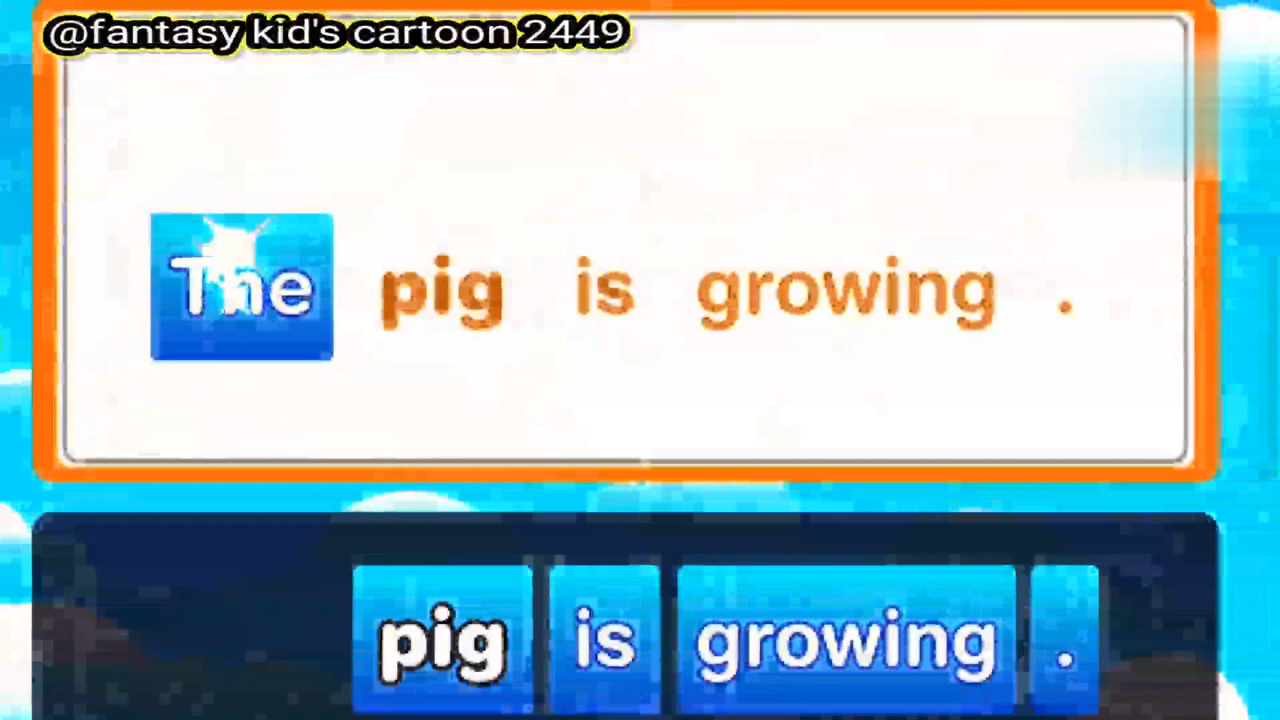 @fantasy kid's cartoon 2449
The pig is growing .
pig is growing .